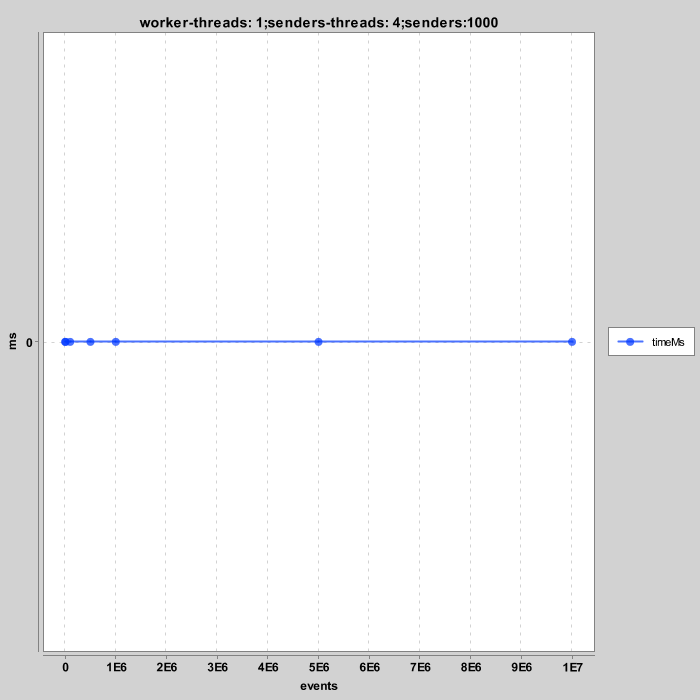 worker-threads: 1;senders-threads: 4;senders:1000
ms
0
timeMs
0 1E6 2E6 3E6 4E6 5E6 6E6 7E6 8E6 9E6 1E7
events